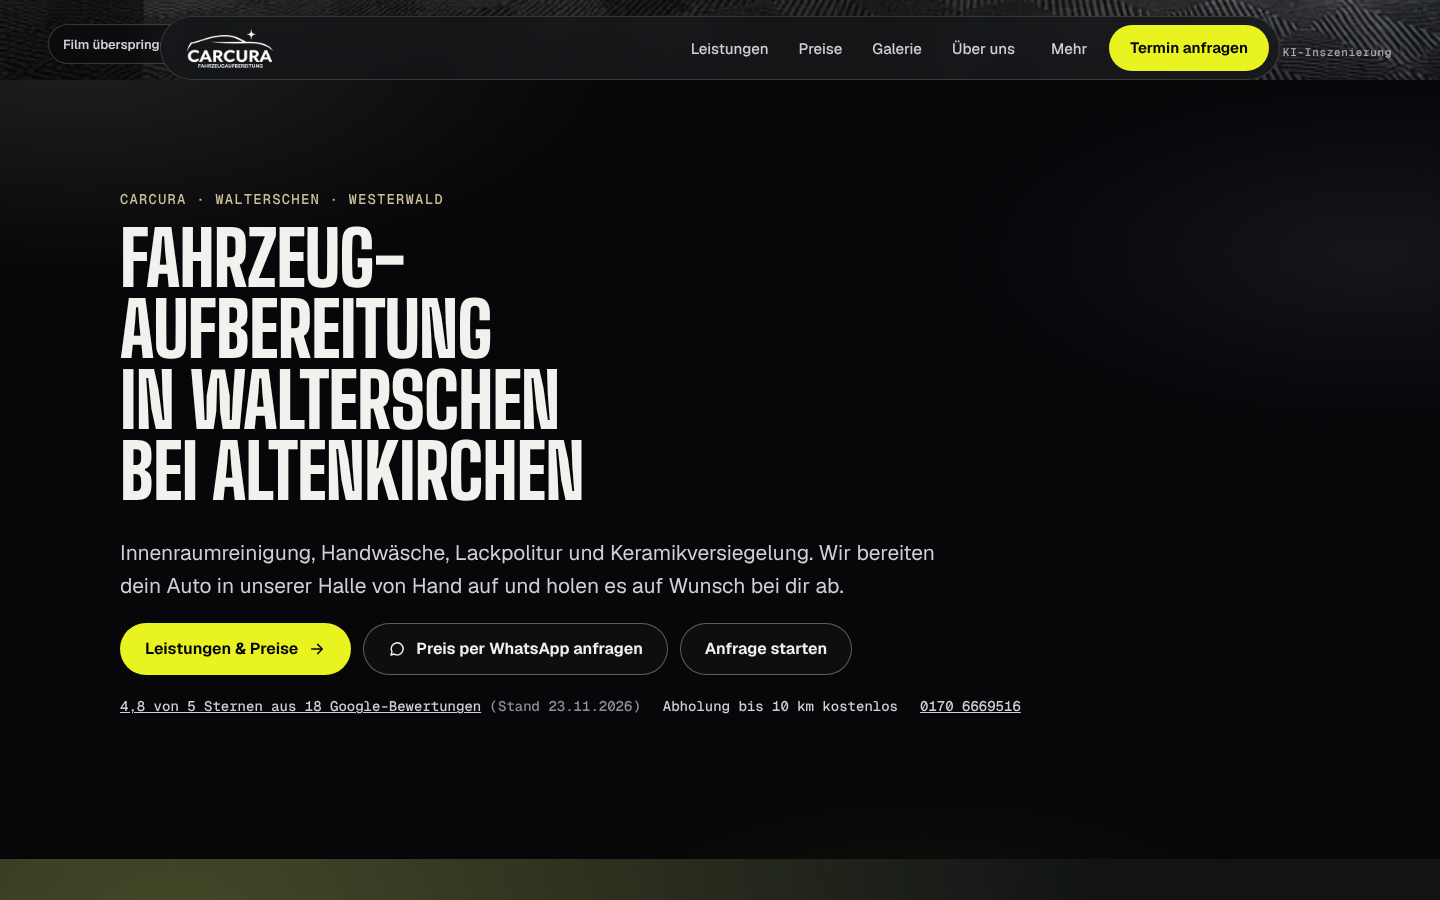 Film überspring
CARCURA
FAHRZEUGAUFBEREITUNG
Leistungen
Preise
Galerie
Über uns
Mehr
Termin anfragen
KI-Inszenierung
CARCURA · WALTERSCHEN · WESTERWALD
FAHRZEUG-
AUFBEREITUNG
IN WALTERSCHEN
BEI ALTENKIRCHEN
Innenraumreinigung, Handwäsche, Lackpolitur und Keramikversiegelung. Wir bereiten
dein Auto in unserer Halle von Hand auf und holen es auf Wunsch bei dir ab.
Leistungen & Preise →
Preis per WhatsApp anfragen
Anfrage starten
4,8 von 5 Sternen aus 18 Google-Bewertungen (Stand 23.11.2026) Abholung bis 10 km kostenlos 0170 6669516